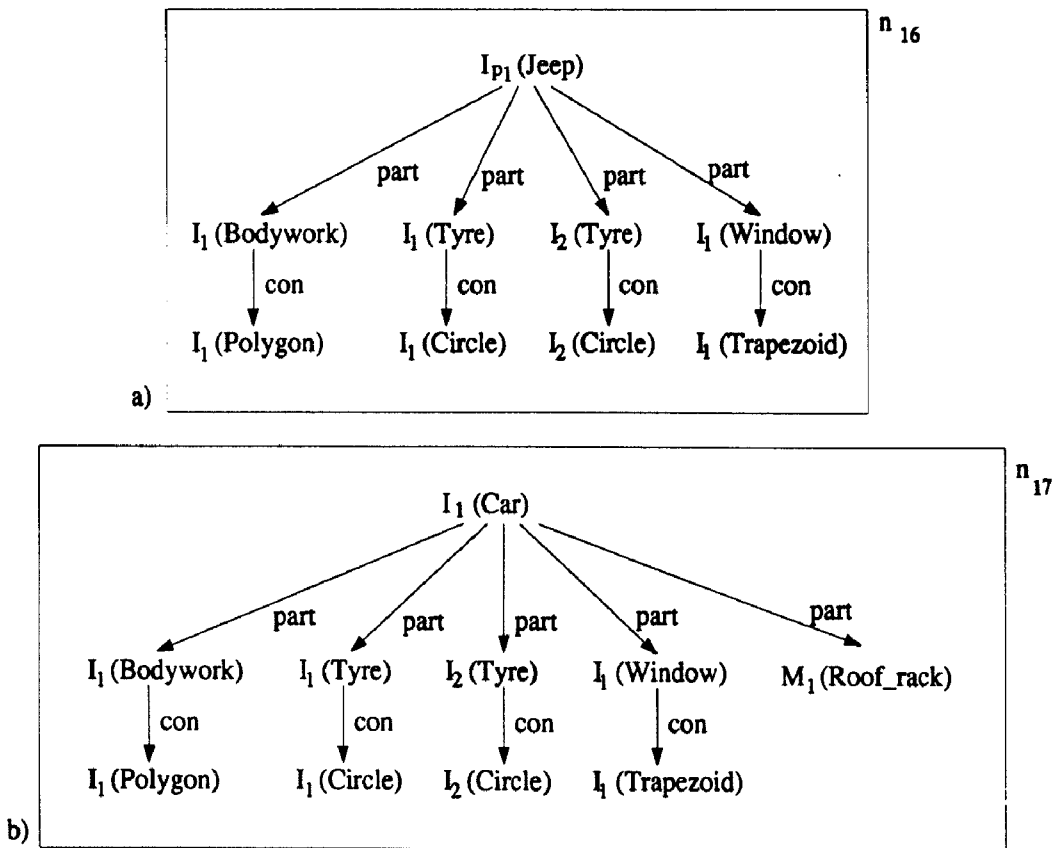 n 16
I P1 (Jeep)
part part part part
I1 (Bodywork) I1 (Tyre) I2 (Tyre) I1 (Window)
con con con con
I1 (Polygon) I1 (Circle) I2 (Circle) I1 (Trapezoid)
a)
n 17
I 1 (Car)
part part part part part
I1 (Bodywork) I1 (Tyre) I2 (Tyre) I1 (Window) M1 (Roof_rack)
con con con con
I1 (Polygon) I1 (Circle) I2 (Circle) I1 (Trapezoid)
b)